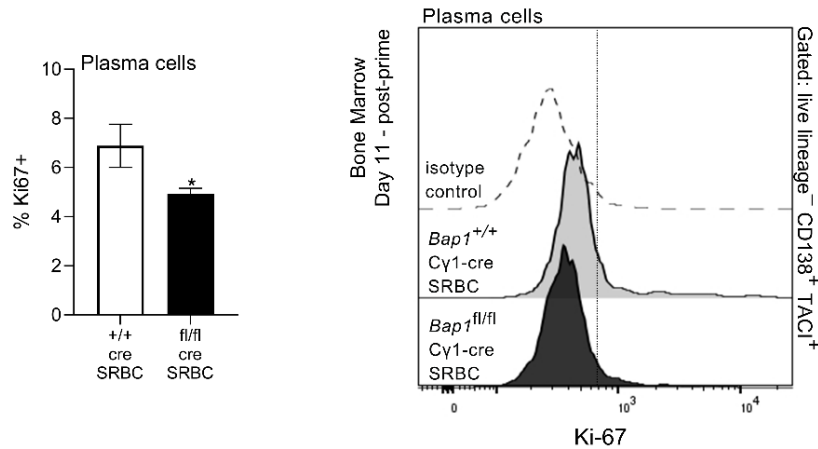 Plasma cells
10
8
6
4
2
0
% Ki67+
*
+/+
cre
SRBC
fl/fl
cre
SRBC
Plasma cells
Bone Marrow
Day 11 - post-prime
isotype
control
Bap1+/+
Cγ1-cre
SRBC
Bap1fl/fl
Cγ1-cre
SRBC
Gated: live lineage− CD138+ TACI+
0
10³
10⁴
Ki-67